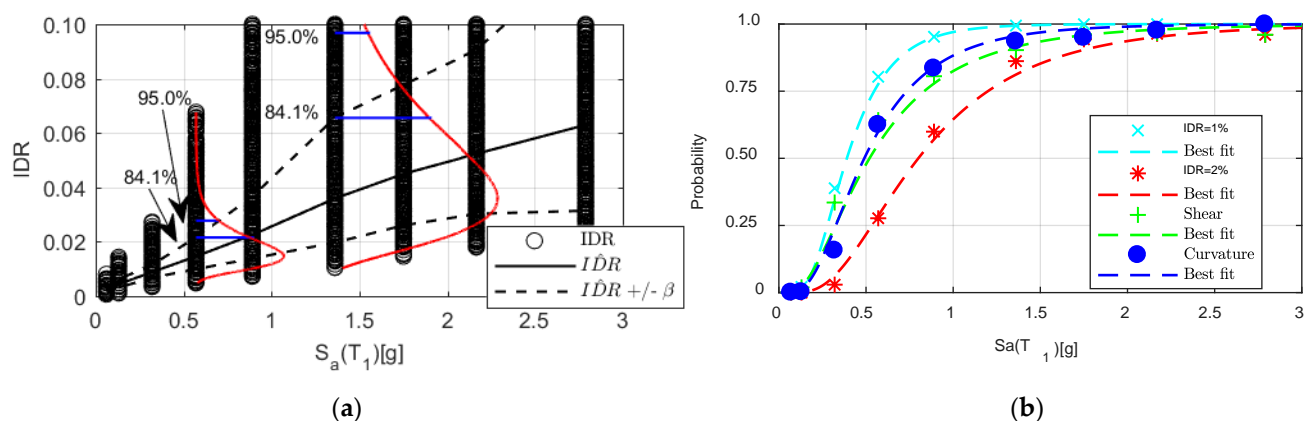 0.10
0.08
0.06
0.04
0.02
0
IDR
95.0%
84.1%
95.0%
84.1%
IDR
ID̂R
ID̂R +/- β
0 0.5 1 1.5 2 2.5 3
S_a(T_1)[g]
(a)
1.0
0.75
0.50
0.25
0
Probability
IDR=1%
Best fit
IDR=2%
Best fit
Shear
Best fit
Curvature
Best fit
0 0.5 1 1.5 2 2.5 3
Sa(T_1)[g]
(b)